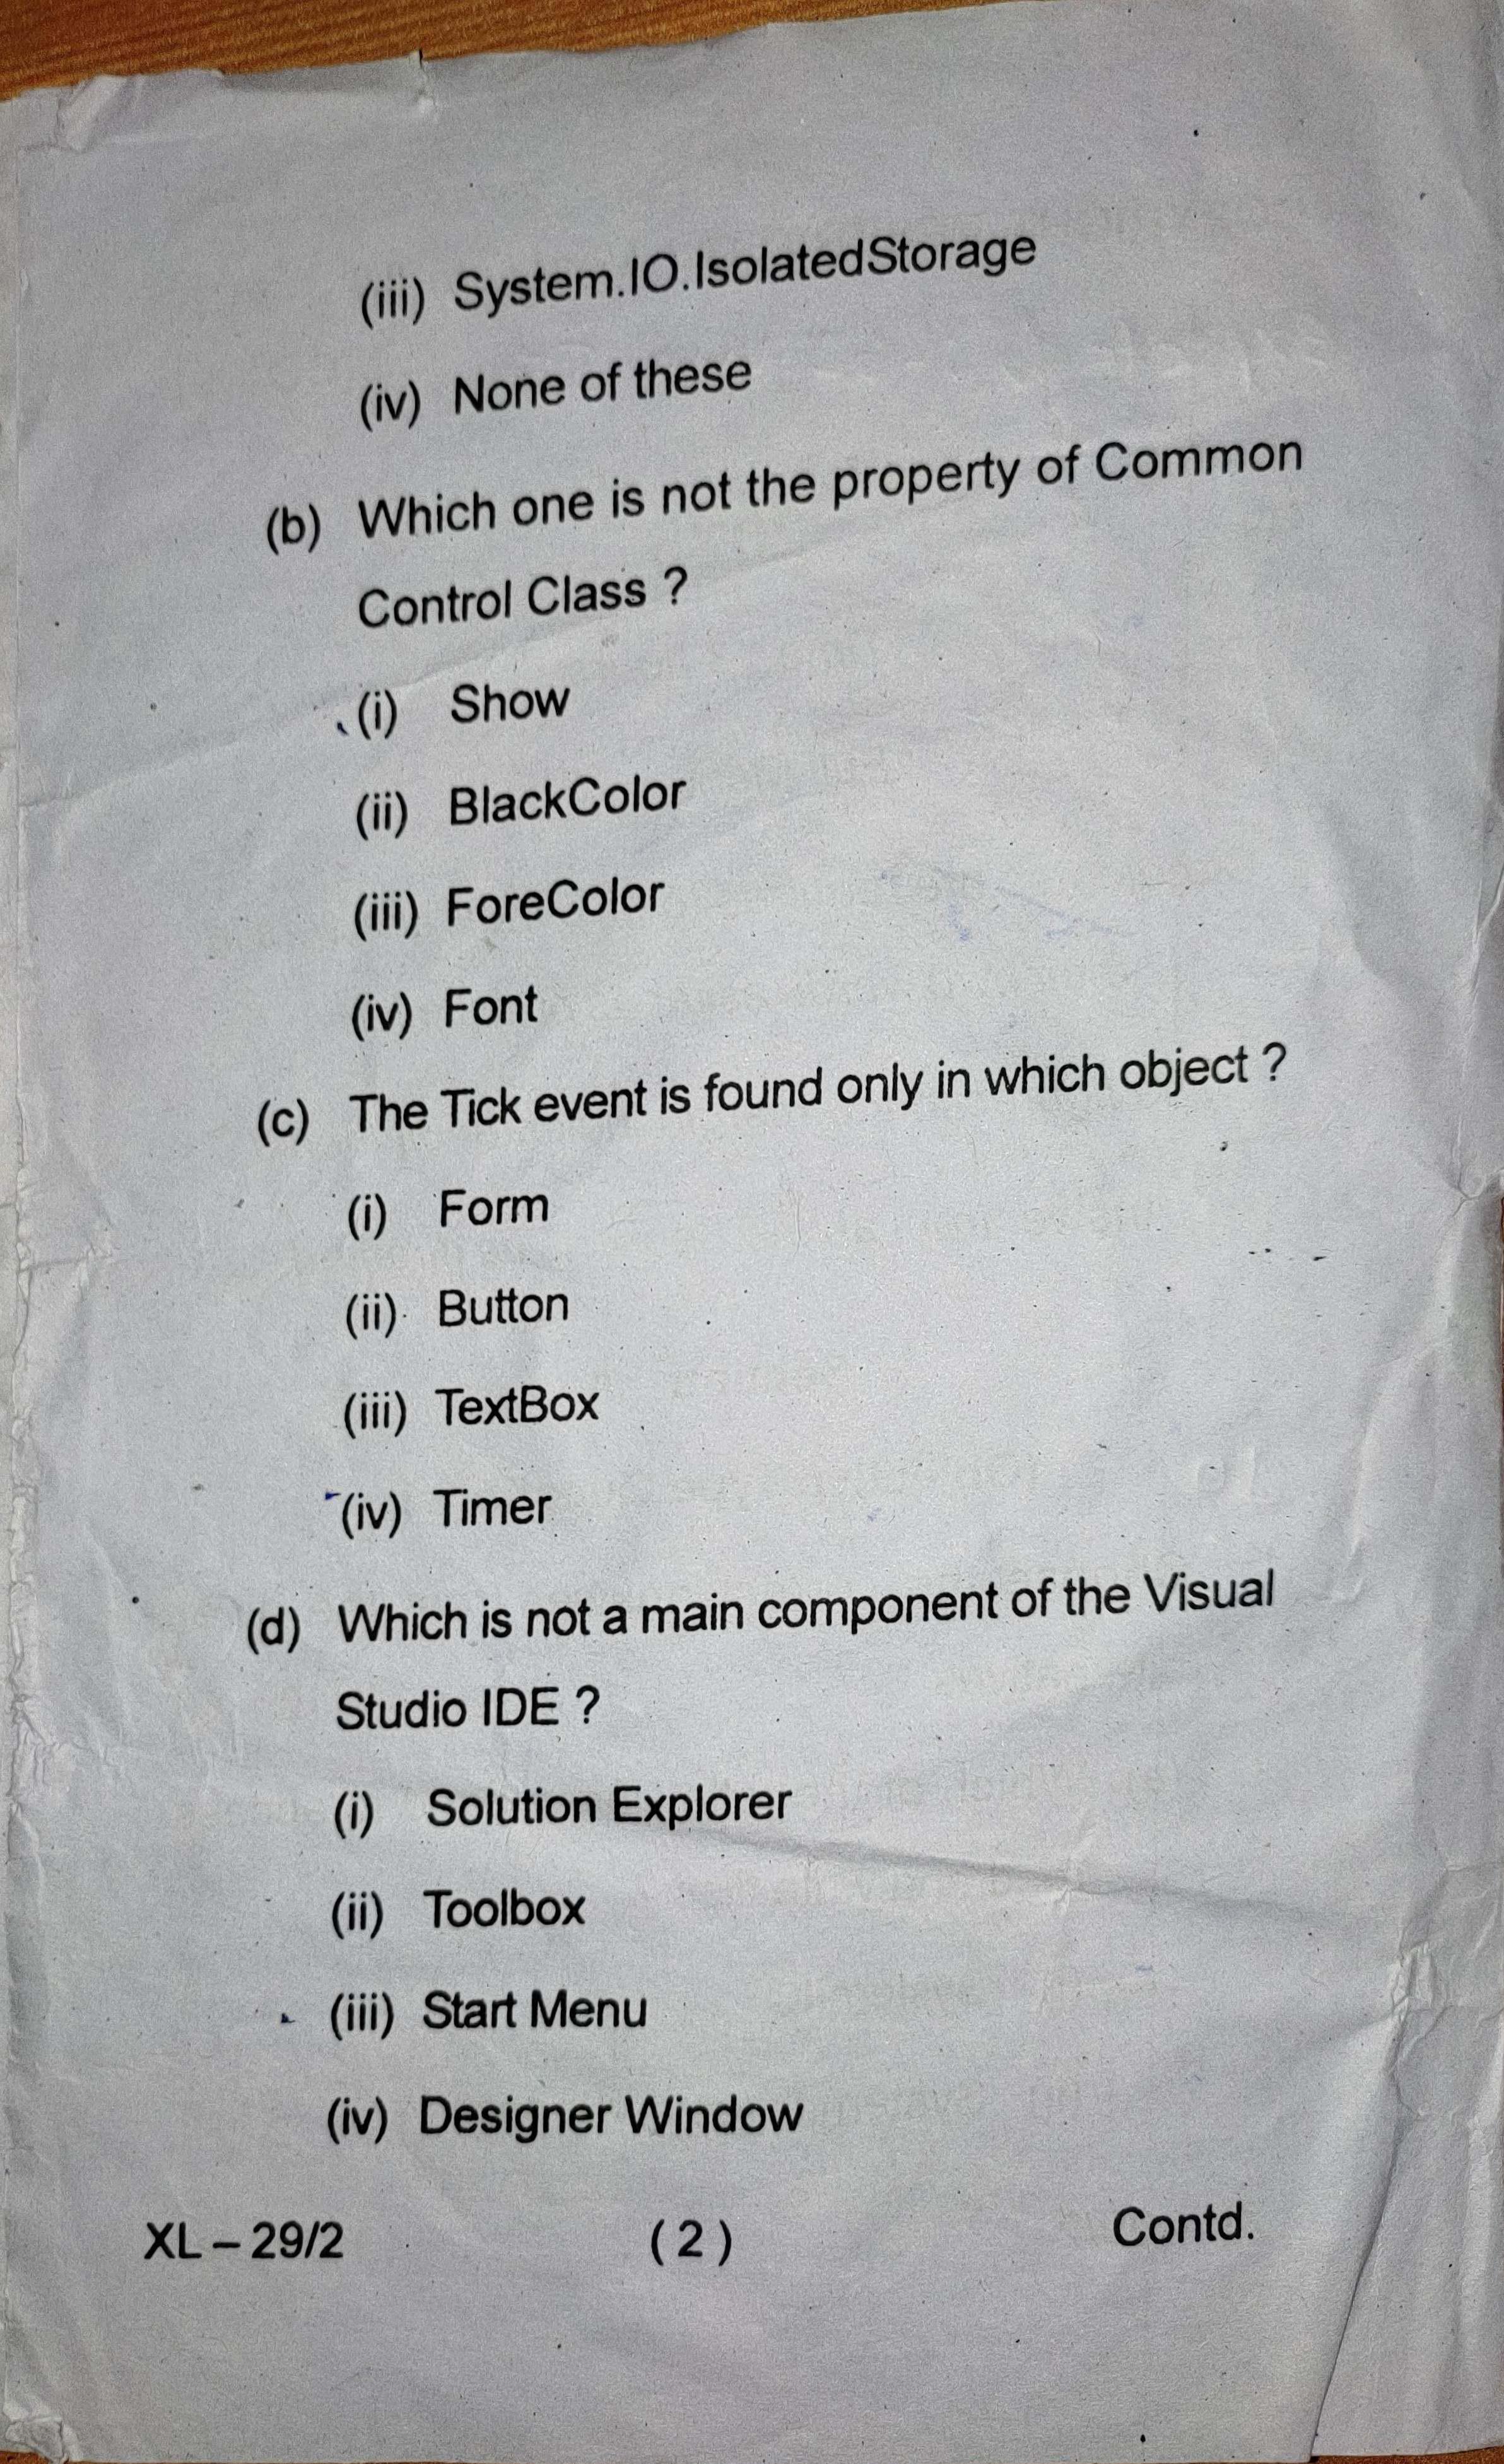 (iii) System.IO.IsolatedStorage
(iv) None of these
(b) Which one is not the property of Common
Control Class ?
(i) Show
(ii) BlackColor
(iii) ForeColor
(iv) Font
(c) The Tick event is found only in which object ?
(i) Form
(ii) Button
(iii) TextBox
(iv) Timer
(d) Which is not a main component of the Visual
Studio IDE ?
(i) Solution Explorer
(ii) Toolbox
(iii) Start Menu
(iv) Designer Window
XL – 29/2 (2) Contd.